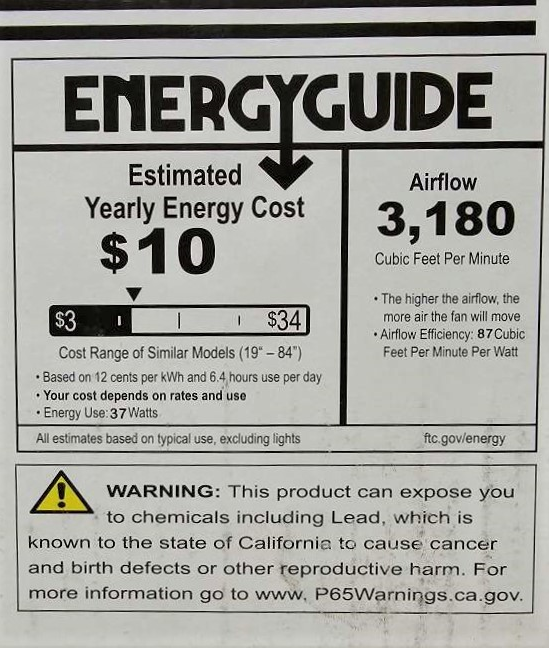 ENERGYGUIDE
Estimated
Yearly Energy Cost
$10
$3
$34
Cost Range of Similar Models (19“ – 84”)
• Based on 12 cents per kWh and 6.4 hours use per day
• Your cost depends on rates and use
• Energy Use: 37 Watts
Airflow
3,180
Cubic Feet Per Minute
• The higher the airflow, the
more air the fan will move
• Airflow Efficiency: 87 Cubic
Feet Per Minute Per Watt
All estimates based on typical use, excluding lights
ftc.gov/energy
WARNING: This product can expose you
to chemicals including Lead, which is
known to the state of California to cause cancer
and birth defects or other reproductive harm. For
more information go to www. P65Warnings.ca.gov.